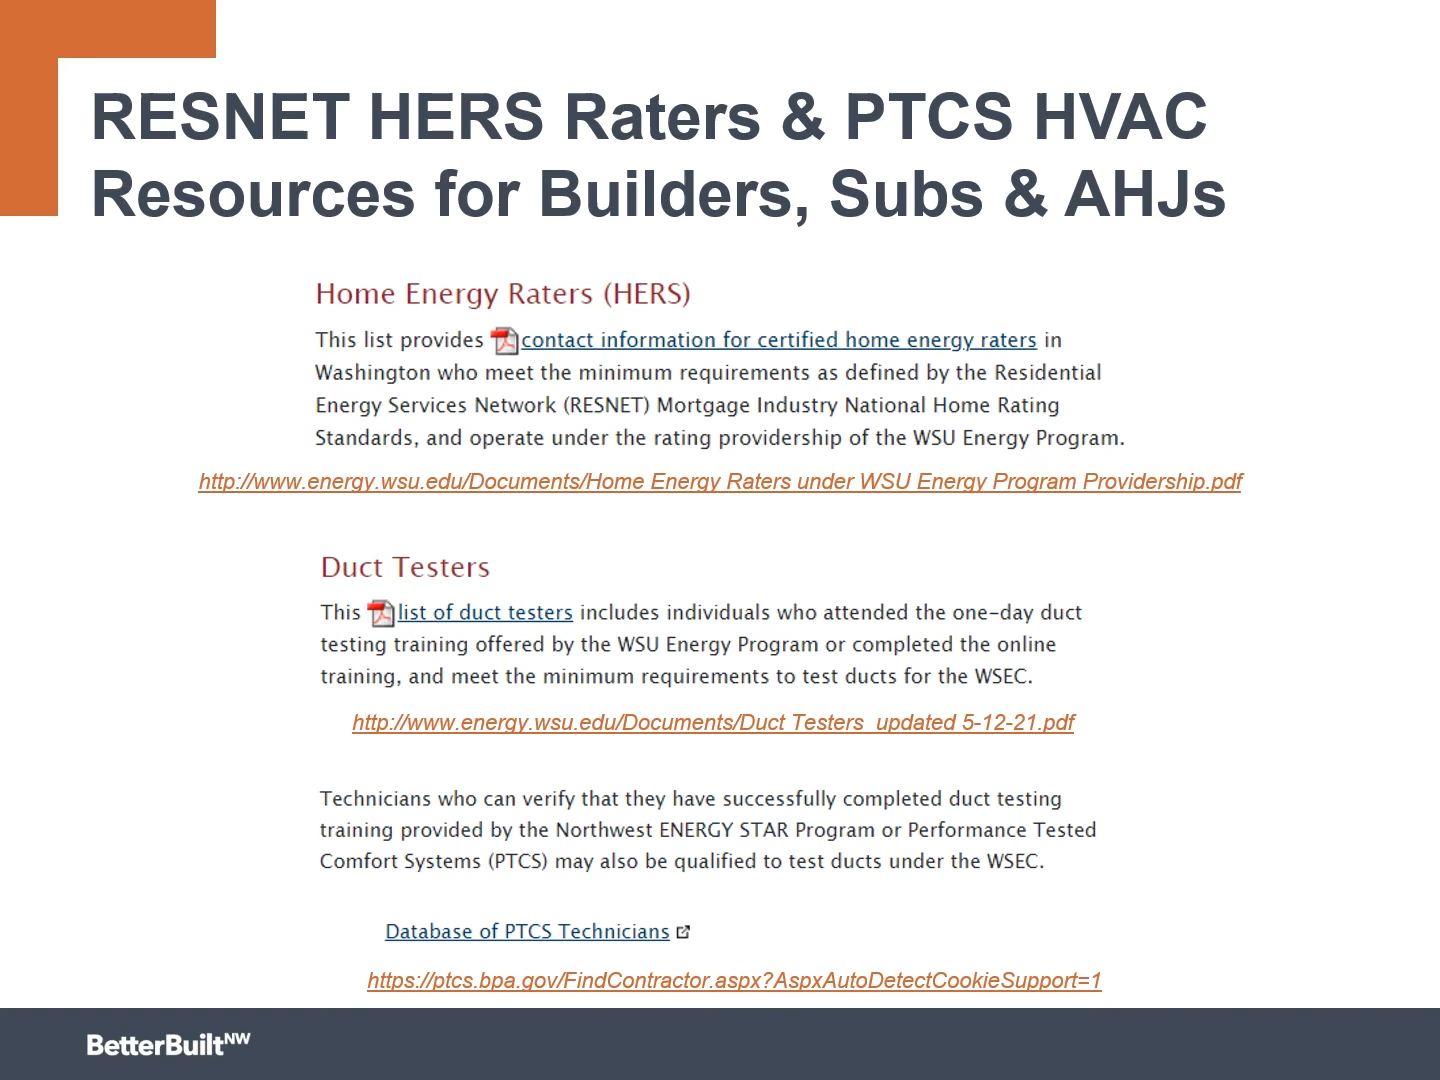 RESNET HERS Raters & PTCS HVAC
Resources for Builders, Subs & AHJs
Home Energy Raters (HERS)
This list provides contact information for certified home energy raters in
Washington who meet the minimum requirements as defined by the Residential
Energy Services Network (RESNET) Mortgage Industry National Home Rating
Standards, and operate under the rating providership of the WSU Energy Program.
http://www.energy.wsu.edu/Documents/Home Energy Raters under WSU Energy Program Providership.pdf
Duct Testers
This list of duct testers includes individuals who attended the one-day duct
testing training offered by the WSU Energy Program or completed the online
training, and meet the minimum requirements to test ducts for the WSEC.
http://www.energy.wsu.edu/Documents/Duct Testers  updated 5-12-21.pdf
Technicians who can verify that they have successfully completed duct testing
training provided by the Northwest ENERGY STAR Program or Performance Tested
Comfort Systems (PTCS) may also be qualified to test ducts under the WSEC.
Database of PTCS Technicians
https://ptcs.bpa.gov/FindContractor.aspx?AspxAutoDetectCookieSupport=1
BetterBuiltNW